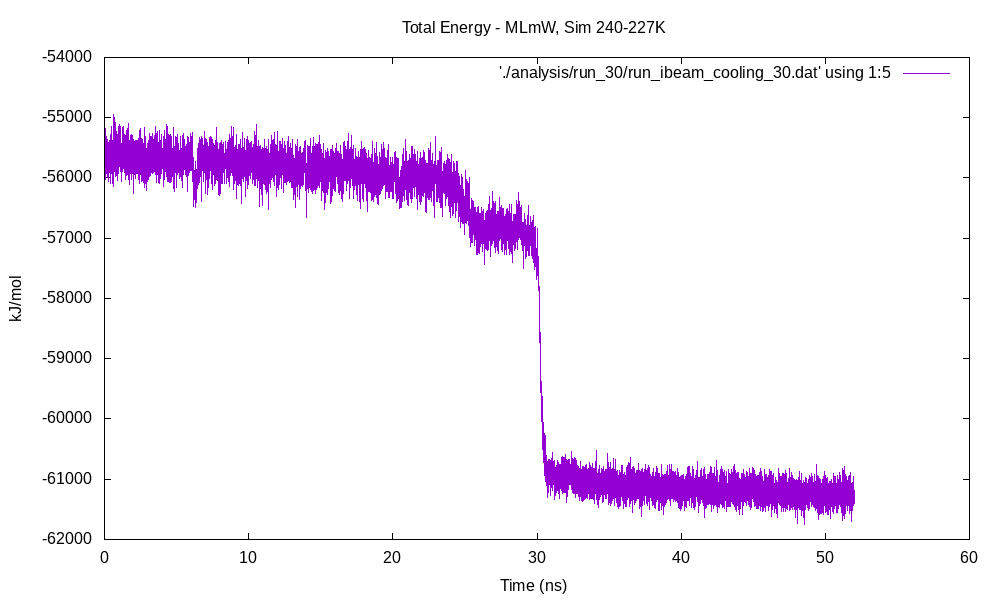 Total Energy - MLmW, Sim 240-227K
'./analysis/run_30/run_ibeam_cooling_30.dat' using 1:5
-54000
-55000
-56000
-57000
-58000
-59000
-60000
-61000
-62000
kJ/mol
0 10 20 30 40 50 60
Time (ns)